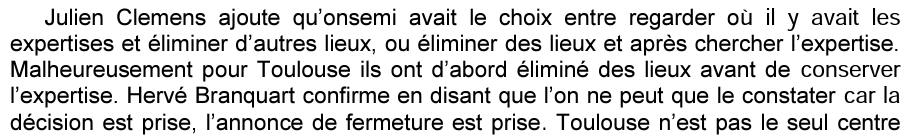 Julien Clemens ajoute qu'onsemi avait le choix entre regarder où il y avait les
expertises et éliminer d'autres lieux, ou éliminer des lieux et après chercher l'expertise.
Malheureusement pour Toulouse ils ont d'abord éliminé des lieux avant de conserver
l'expertise. Hervé Branquart confirme en disant que l'on ne peut que le constater car la
décision est prise, l'annonce de fermeture est prise. Toulouse n'est pas le seul centre